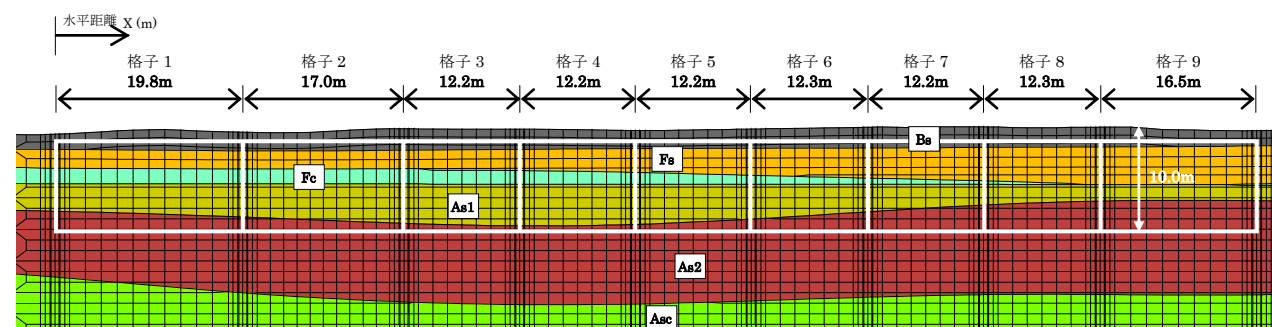 水平距離 X (m)
格子 1 格子 2 格子 3 格子 4 格子 5 格子 6 格子 7 格子 8 格子 9
19.8m 17.0m 12.2m 12.2m 12.2m 12.3m 12.2m 12.3m 16.5m
Bs
Fs
Fc
10.0m
As1
As2
Asc